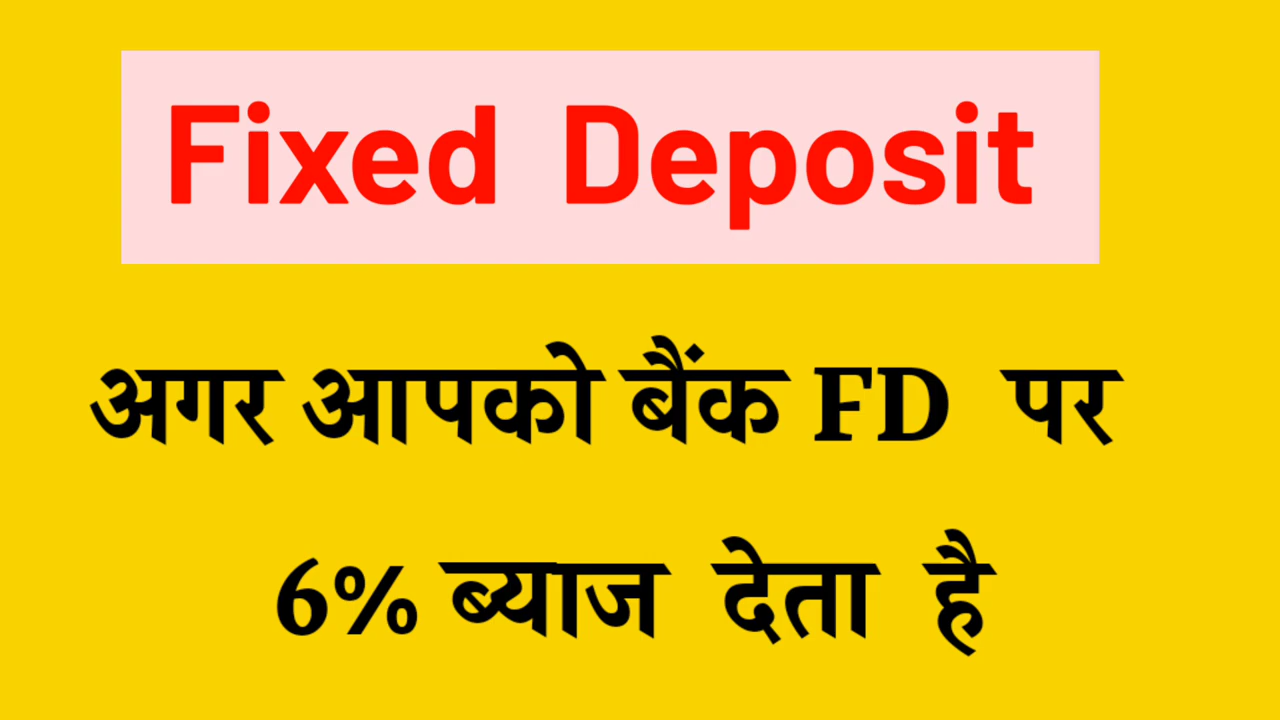 Fixed Deposit
अगर आपको बैंक FD पर
6% ब्याज देता है